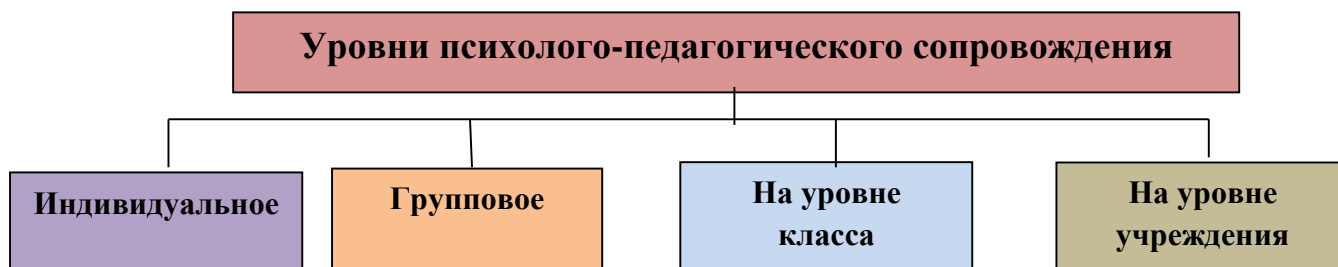 Уровни психолого-педагогического сопровождения
Индивидуальное
Групповое
На уровне
класса
На уровне
учреждения